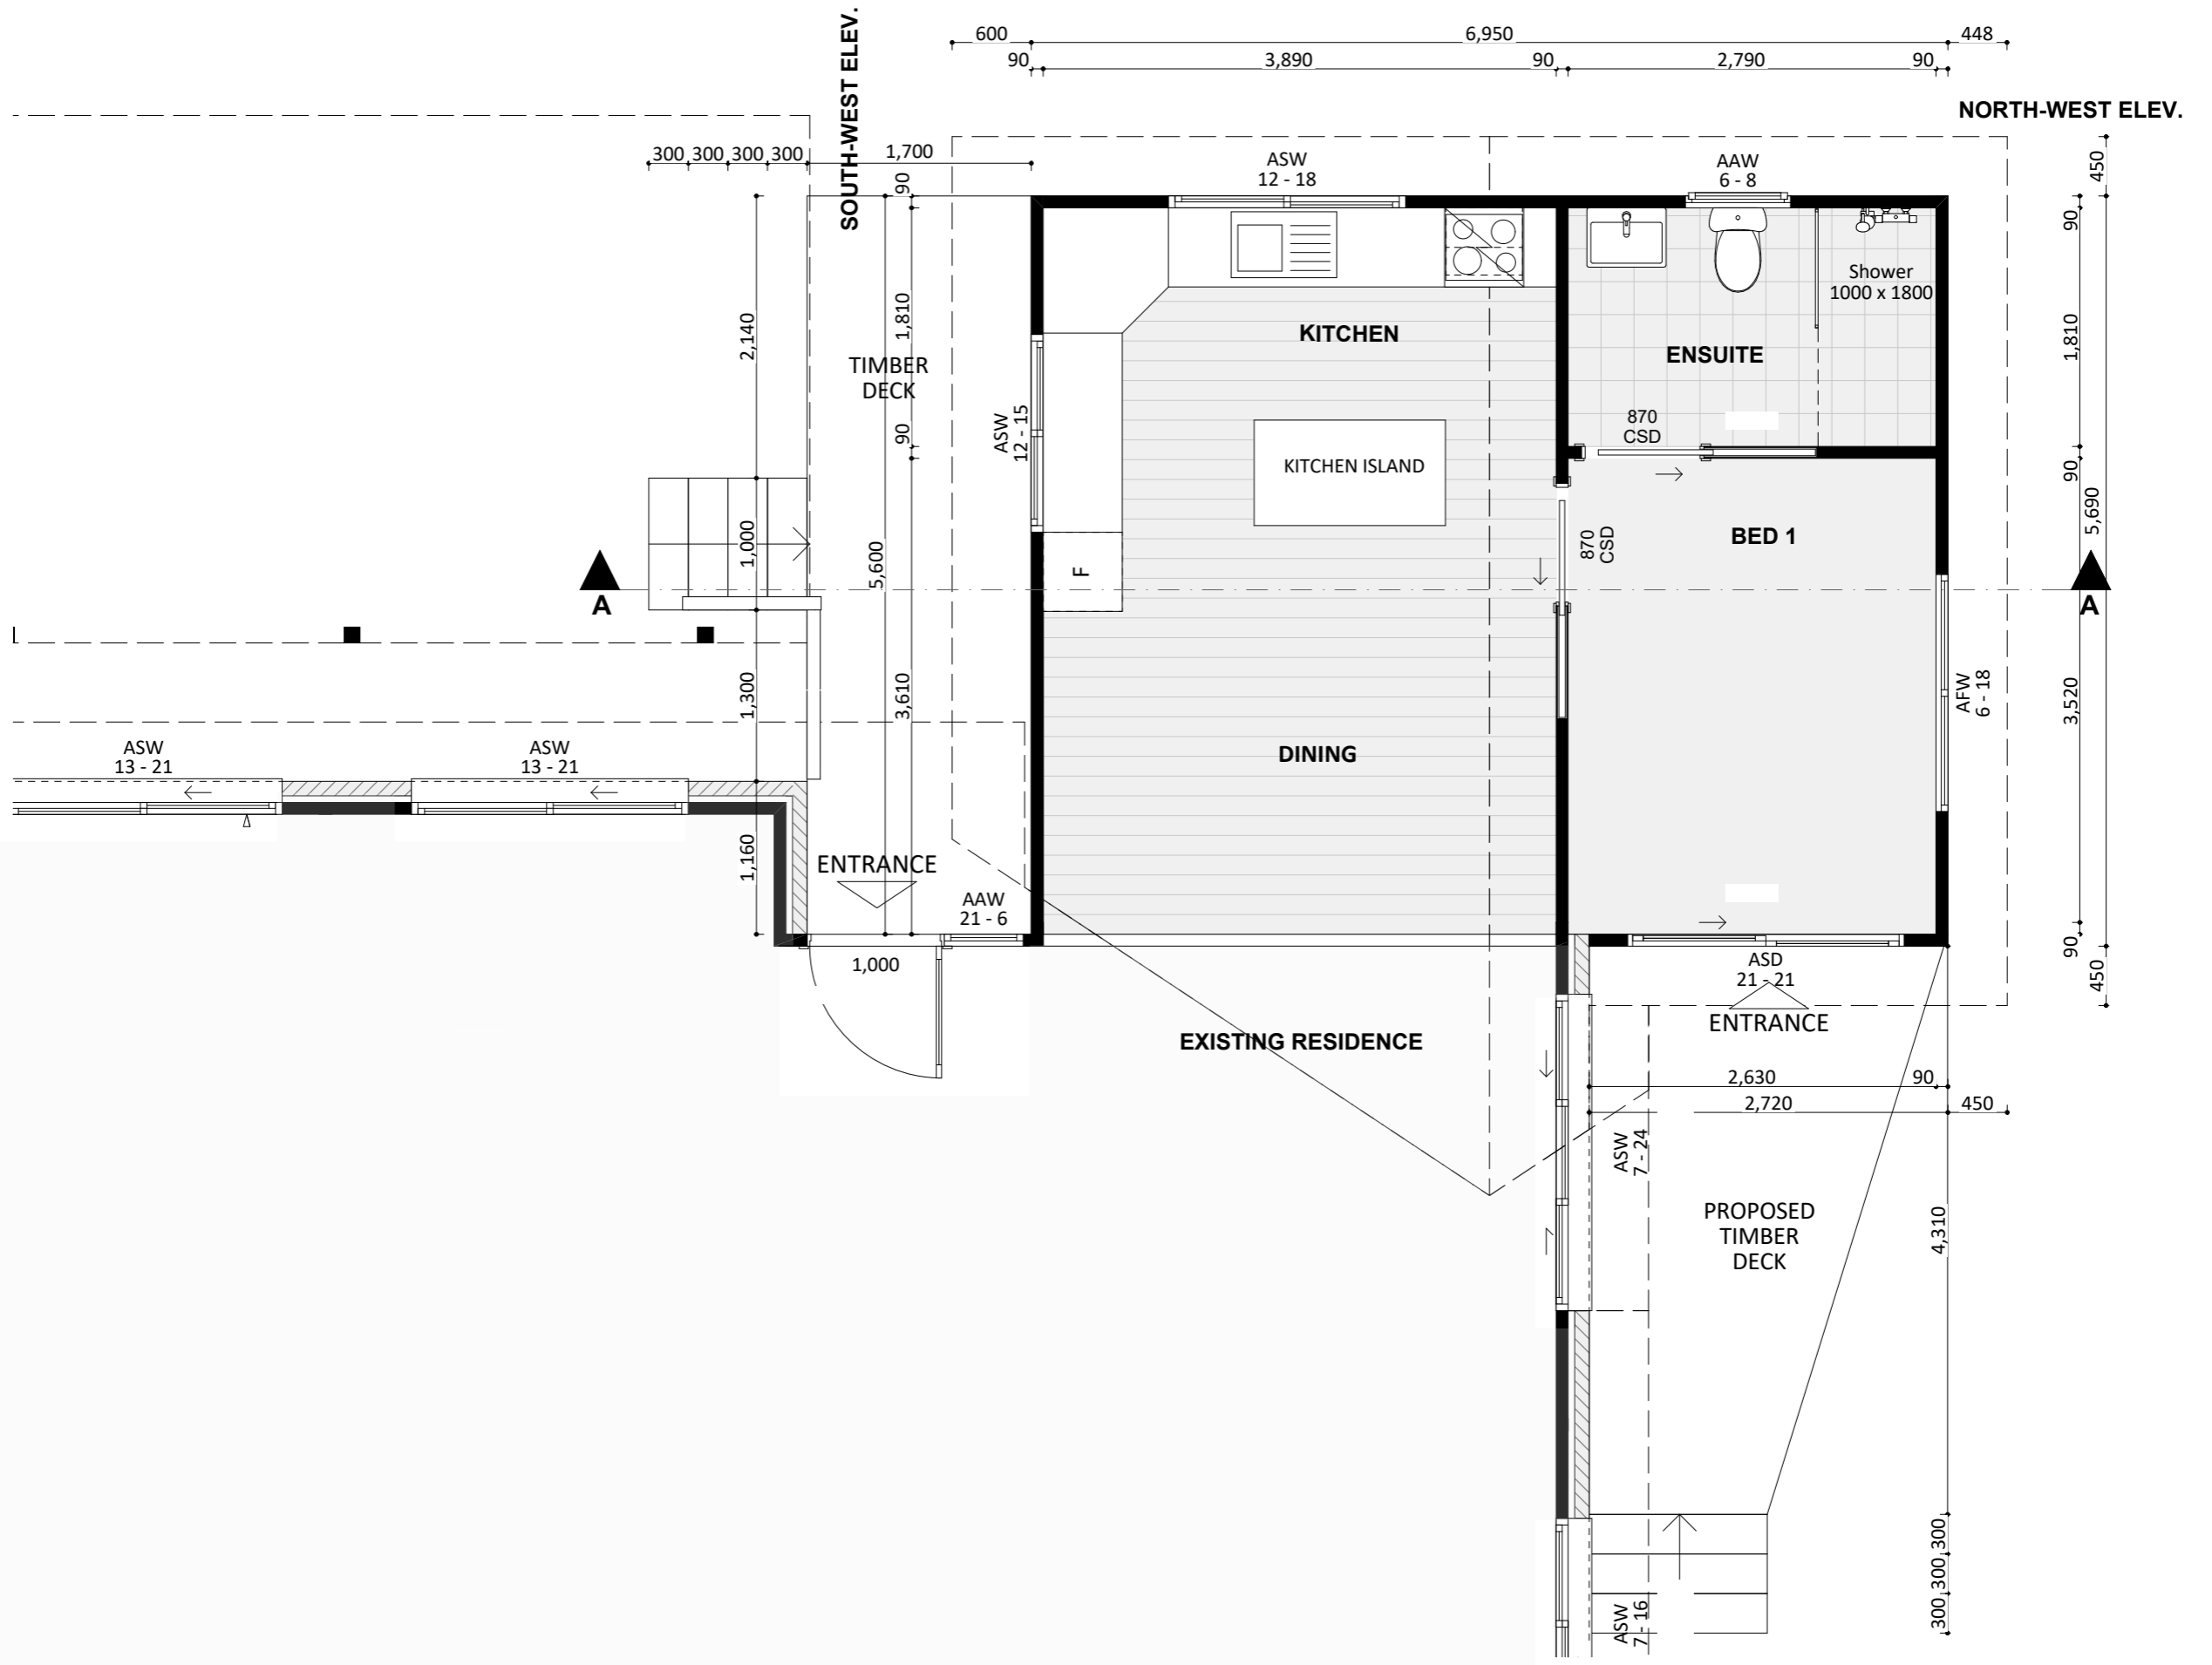 SOUTH-WEST ELEV.
600
6,950
448
90
3,890
90
2,790
90
NORTH-WEST ELEV.
300 300 300 300
1,700
90
ASW
12 - 18
AAW
6 - 8
450
90
Shower
1000 x 1800
2,140
1,810
TIMBER
DECK
KITCHEN
ENSUITE
1,810
90
ASW
12 - 15
870
CSD
KITCHEN ISLAND
90
5,690
1,000
5,600
F
870
CSD
BED 1
A
A
1,300
3,610
AFW
6 - 18
3,520
ASW
13 - 21
ASW
13 - 21
DINING
1,160
ENTRANCE
AAW
21 - 6
1,000
ASD
21 - 21
90
450
ENTRANCE
EXISTING RESIDENCE
2,630
90
2,720
450
ASW
7 - 24
PROPOSED
TIMBER
DECK
4,310
300
300
300
ASW
7 - 16